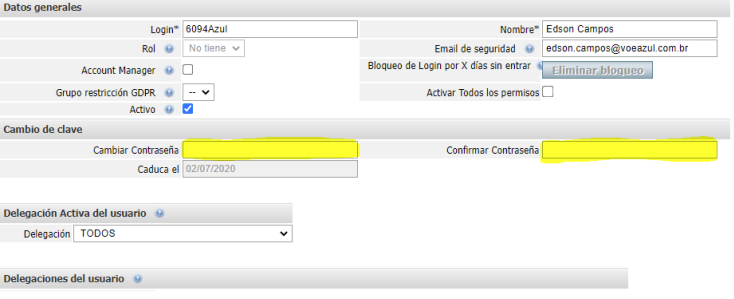 Datos generales
Login* 6094Azul Nombre* Edson Campos
Rol No tiene Email de seguridad edson.campos@voeazul.com.br
Account Manager Bloqueo de Login por X días sin entrar Eliminar bloqueo
Grupo restricción GDPR -- Activar Todos los permisos
Activo
Cambio de clave
Cambiar Contraseña Confirmar Contraseña
Caduca el 02/07/2020
Delegación Activa del usuario
Delegación TODOS
Delegaciones del usuario